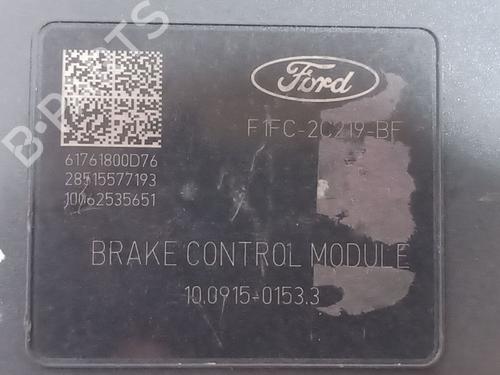 Ford
F1FC-2C219-BF
61761800D76
28515577193
10062535651
BRAKE CONTROL MODULE
10.0915-0153.3
B-PARTS